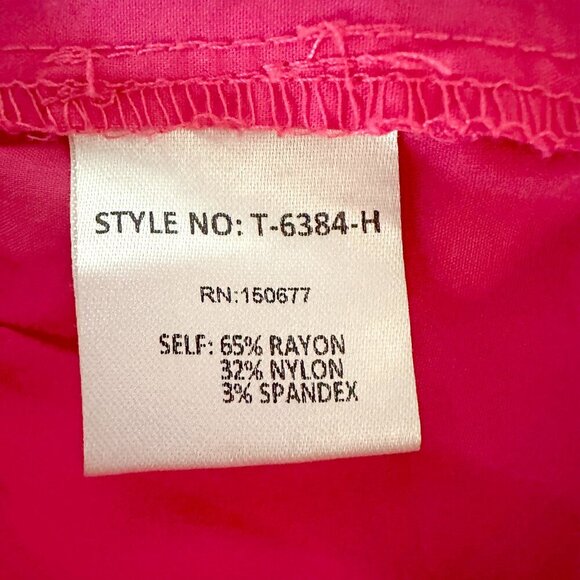 STYLE NO: T-6384-H
RN:150677
SELF: 65% RAYON
32% NYLON
3% SPANDEX